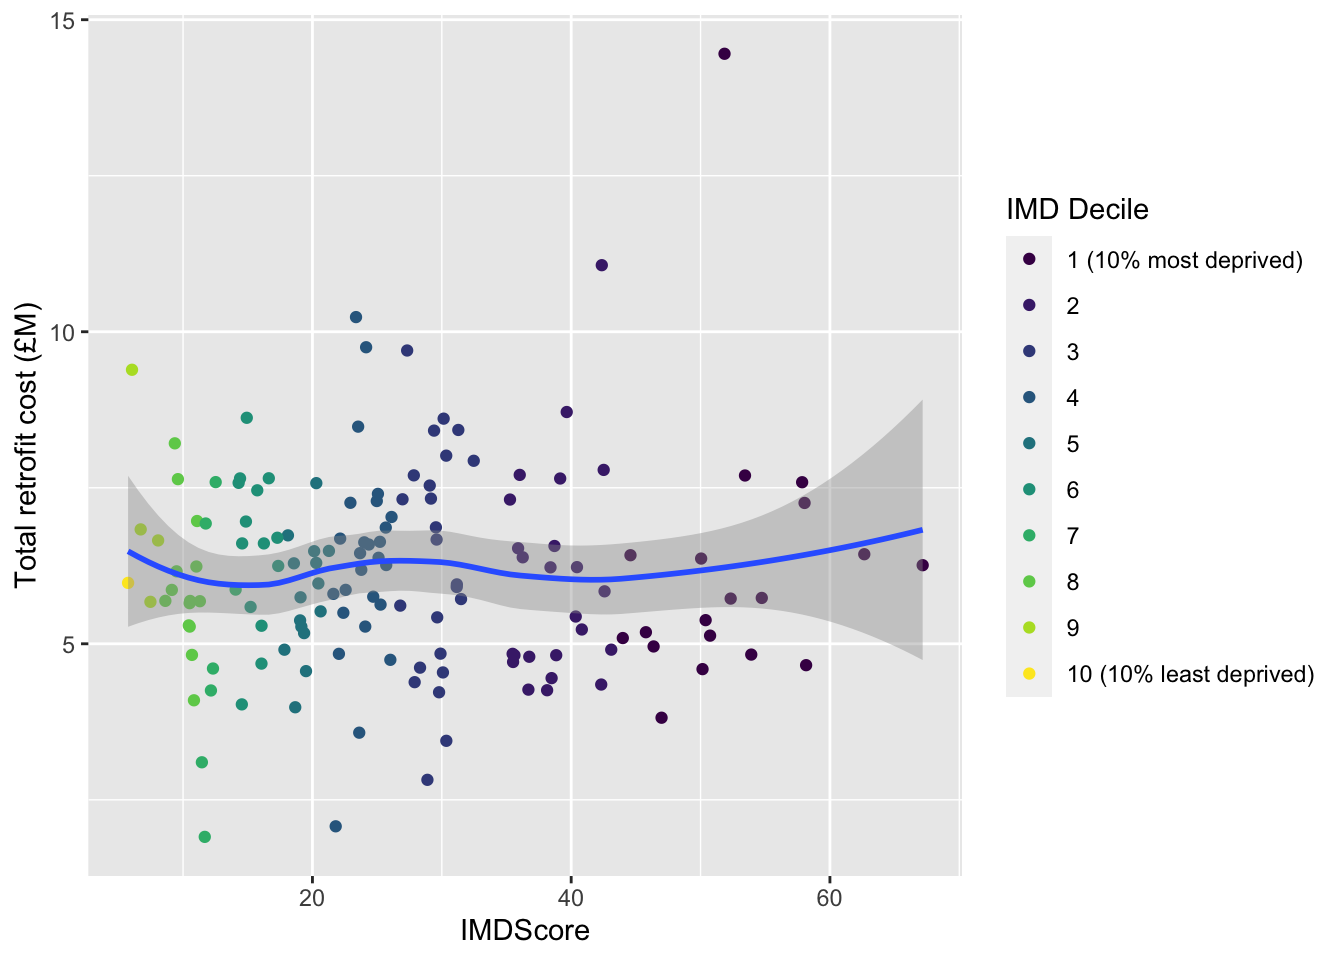 15
10
5
Total retrofit cost (£M)
20
40
60
IMDScore
IMD Decile
1 (10% most deprived)
2
3
4
5
6
7
8
9
10 (10% least deprived)